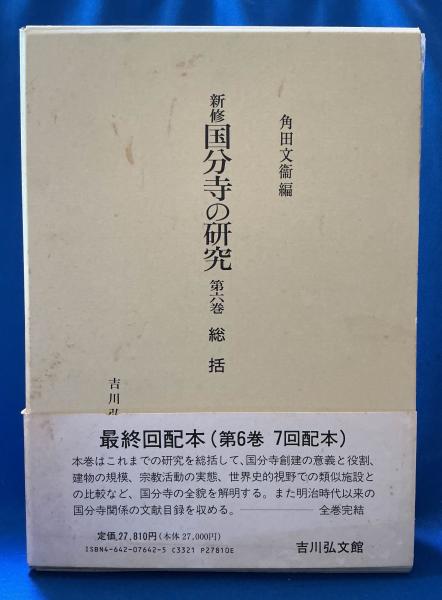 角田文衞編
新修 国分寺の研究 第六巻 総括
吉川弘
最終回配本(第6巻 7回配本)
本巻はこれまでの研究を総括して、国分寺創建の意義と役割、
建物の規模、宗教活動の実態、世界史的視野での類似施設と
の比較など、国分寺の全貌を解明する。また明治時代以来の
国分寺関係の文献目録を収める。————全巻完結
定価27,810円(本体27,000円)
ISBN4-642-07642-5 C3321 P27810E
吉川弘文館